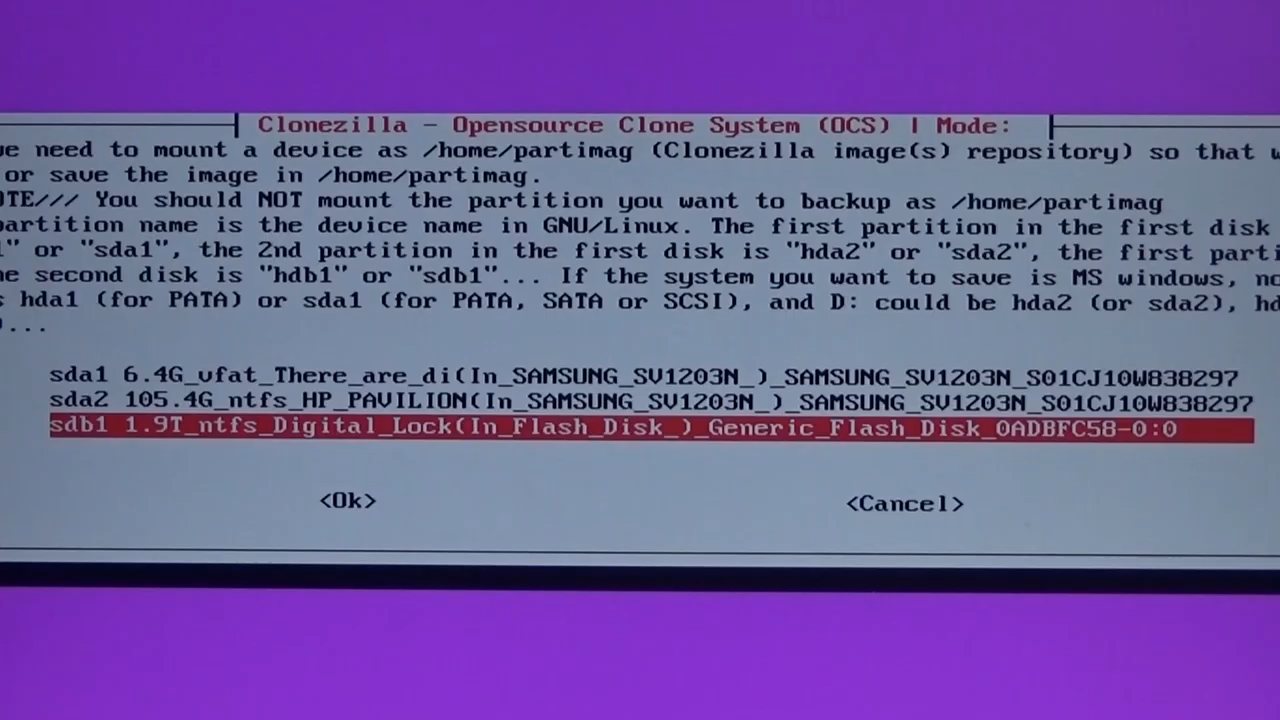 Clonezilla - Opensource Clone System (OCS) | Mode:
we need to mount a device as /home/partimag (Clonezilla image(s) repository) so that
or save the image in /home/partimag.
OTE/// You should NOT mount the partition you want to backup as /home/partimag
partition name is the device name in GNU/Linux. The first partition in the first disk
1" or "sda1", the 2nd partition in the first disk is "hda2" or "sda2", the first parti
he second disk is "hdb1" or "sdb1"... If the system you want to save is MS windows, no
s hda1 (for PATA) or sda1 (for PATA, SATA or SCSI), and D: could be hda2 (or sda2), hd
...
sda1 6.4G_vfat_There_are_di(In_SAMSUNG_SV1203N_)_SAMSUNG_SV1203N_S01CJ10W838297
sda2 105.4G_ntfs_HP_PAVILION(In_SAMSUNG_SV1203N_)_SAMSUNG_SV1203N_S01CJ10W838297
sdb1 1.9T_ntfs_Digital_Lock(In_Flash_Disk_)_Generic_Flash_Disk_0ADBFC58-0:0
<Ok> <Cancel>